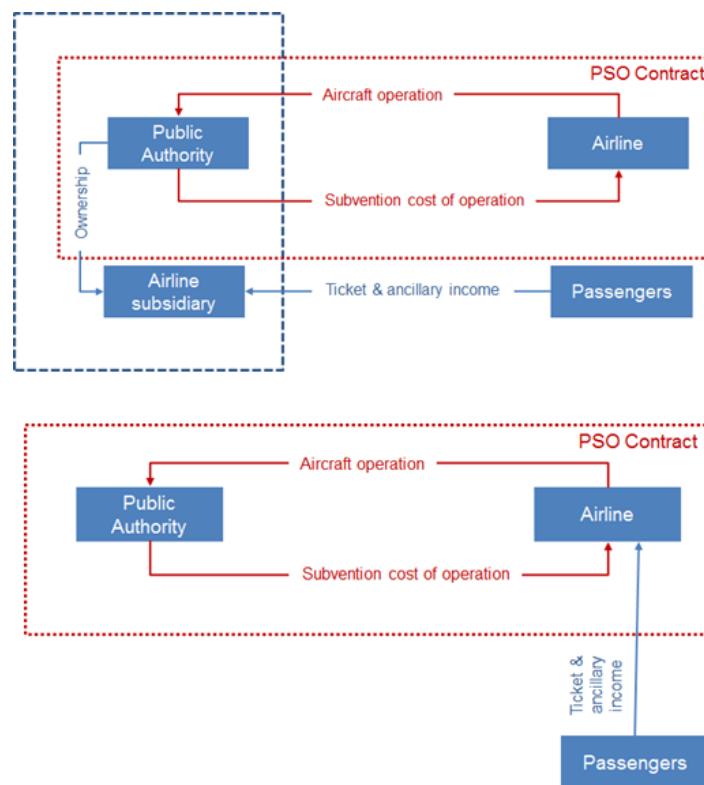 PSO Contract
Aircraft operation
Public
Authority
Airline
Ownership
Subvention cost of operation
Airline
subsidiary
Ticket & ancillary income
Passengers
PSO Contract
Aircraft operation
Public
Authority
Airline
Subvention cost of operation
Ticket &
ancillary
income
Passengers